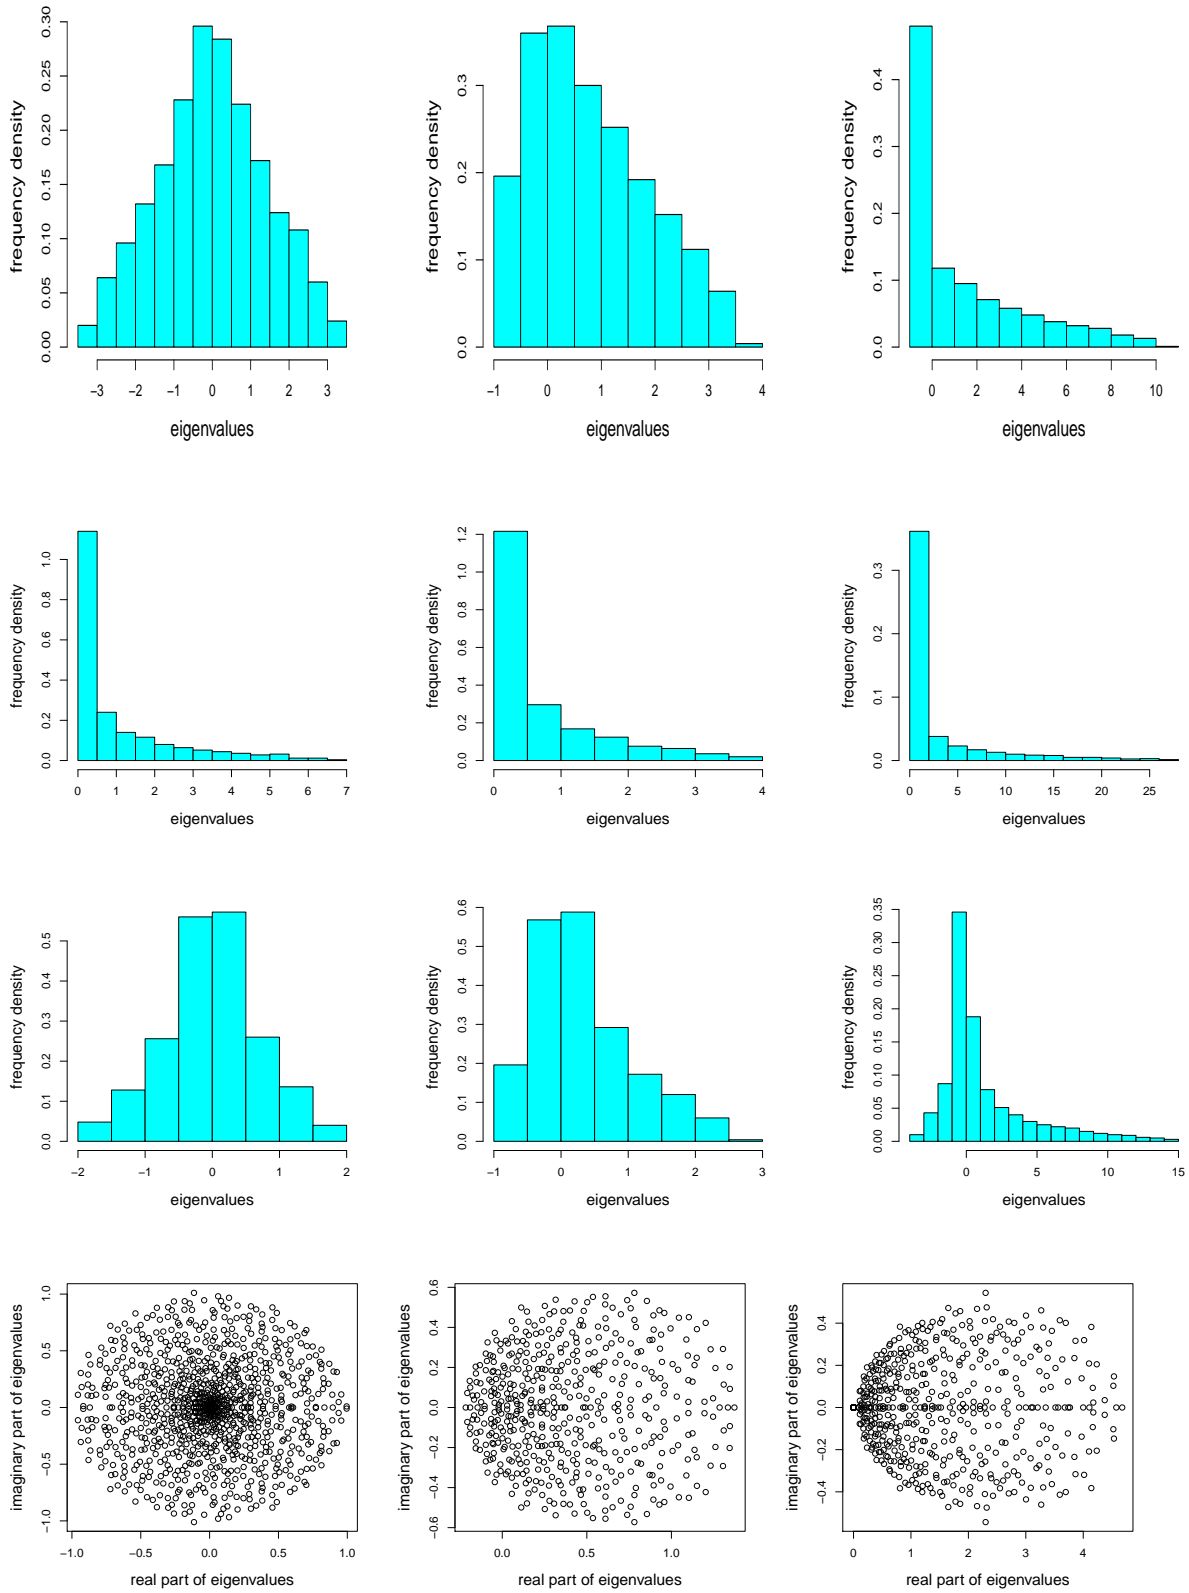 frequency density
0.00 0.05 0.10 0.15 0.20 0.25 0.30
−3 −2 −1 0 1 2 3
eigenvalues
frequency density
0.0 0.1 0.2 0.3
−1 0 1 2 3 4
eigenvalues
frequency density
0.0 0.1 0.2 0.3 0.4
0 2 4 6 8 10
eigenvalues
frequency density
0.0 0.2 0.4 0.6 0.8 1.0
0 1 2 3 4 5 6 7
eigenvalues
frequency density
0.0 0.2 0.4 0.6 0.8 1.0 1.2
0 1 2 3 4
eigenvalues
frequency density
0.0 0.1 0.2 0.3
0 5 10 15 20 25
eigenvalues
frequency density
0.0 0.1 0.2 0.3 0.4 0.5
−2 −1 0 1 2
eigenvalues
frequency density
0.0 0.1 0.2 0.3 0.4 0.5 0.6
−1 0 1 2 3
eigenvalues
frequency density
0.00 0.05 0.10 0.15 0.20 0.25 0.30 0.35
0 5 10 15
eigenvalues
imaginary part of eigenvalues
−1.0 −0.5 0.0 0.5 1.0
−1.0 −0.5 0.0 0.5 1.0
real part of eigenvalues
imaginary part of eigenvalues
−0.6 −0.4 −0.2 0.0 0.2 0.4 0.6
0.0 0.5 1.0
real part of eigenvalues
imaginary part of eigenvalues
−0.4 −0.2 0.0 0.2 0.4
0 1 2 3 4
real part of eigenvalues